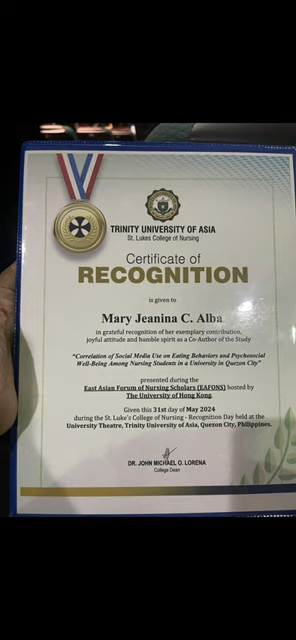 TRINITY UNIVERSITY OF ASIA
St. Lukes College of Nursing
Certificate of
RECOGNITION
is given to
Mary Jeanina C. Alba
in grateful recognition of her exemplary contribution,
joyful attitude and humble spirit as a Co-Author of the Study
"Correlation of Social Media Use on Eating Behaviors and Psychosocial
Well-Being Among Nursing Students in a University in Quezon City"
presented during the
East Asian Forum of Nursing Scholars (EAFONS) hosted by
The University of Hong Kong.
Given this 31st day of May 2024
during the St. Luke's College of Nursing - Recognition Day held at the
University Theatre, Trinity University of Asia, Quezon City, Philippines.
DR. JOHN MICHAEL O. LORENA
College Dean